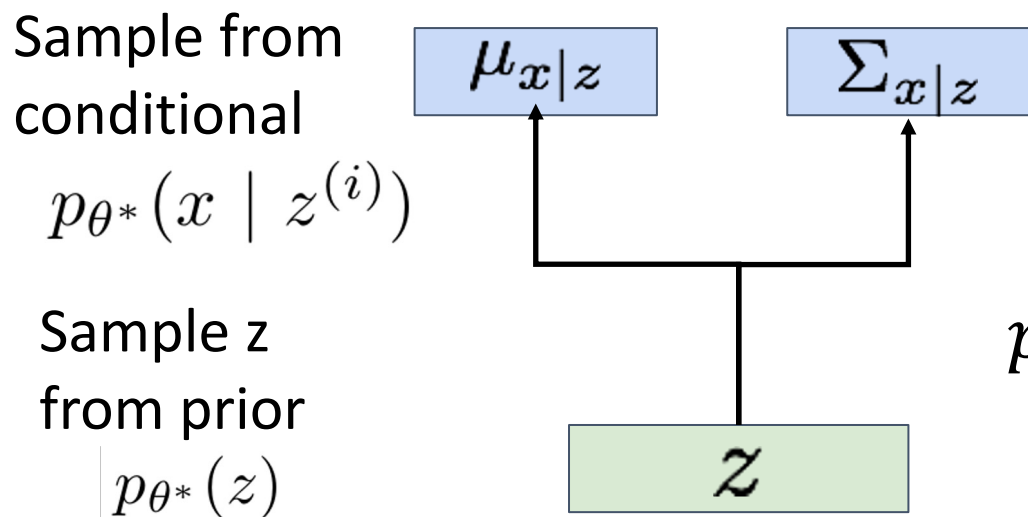 Sample from
conditional
p_{θ*}(x | z^{(i)})
μ_{x|z}
Σ_{x|z}
Sample z
from prior
p_{θ*}(z)
z
p